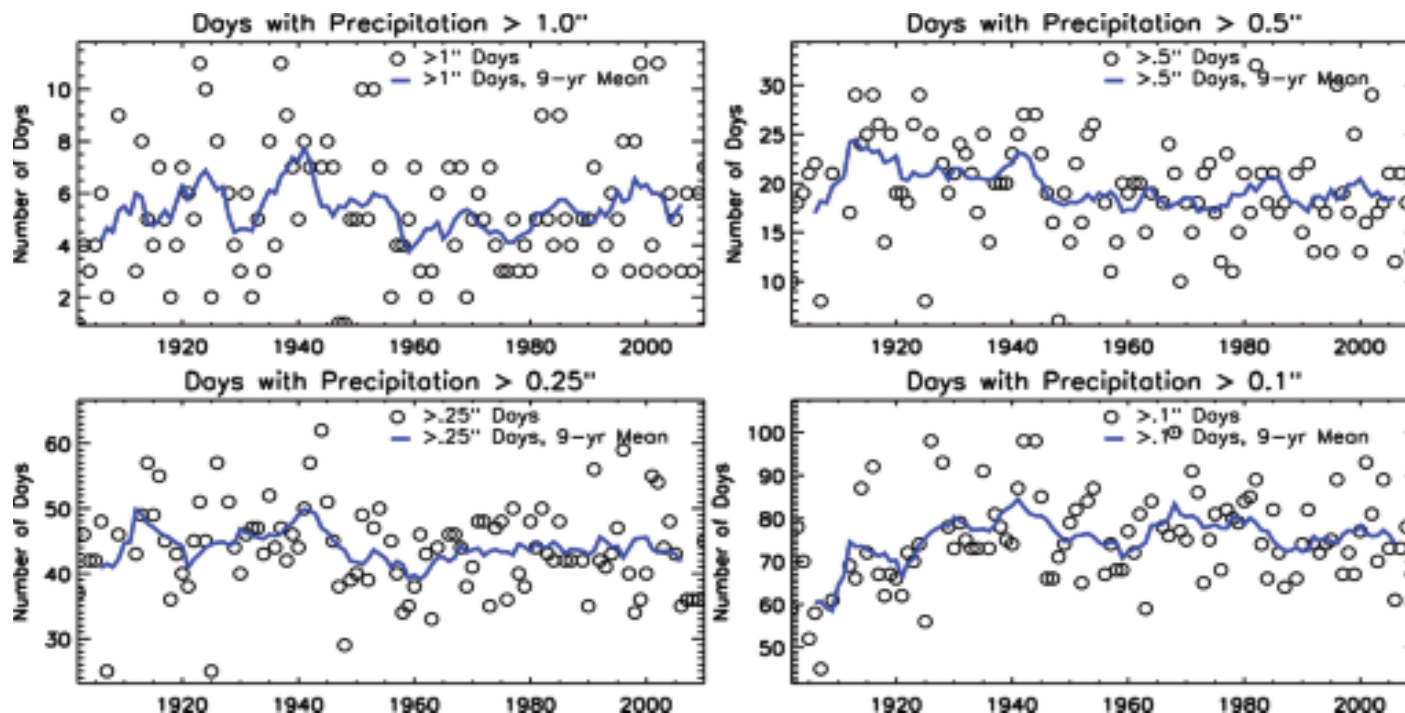 Days with Precipitation > 1.0"
>1" Days
>1" Days, 9-yr Mean
Number of Days
10
8
6
4
2
1920 1940 1960 1980 2000
Days with Precipitation > 0.5"
>.5" Days
>.5" Days, 9-yr Mean
Number of Days
30
25
20
15
10
1920 1940 1960 1980 2000
Days with Precipitation > 0.25"
>.25" Days
>.25" Days, 9-yr Mean
Number of Days
60
50
40
30
1920 1940 1960 1980 2000
Days with Precipitation > 0.1"
>.1" Days
>.1" Days, 9-yr Mean
Number of Days
100
90
80
70
60
50
1920 1940 1960 1980 2000